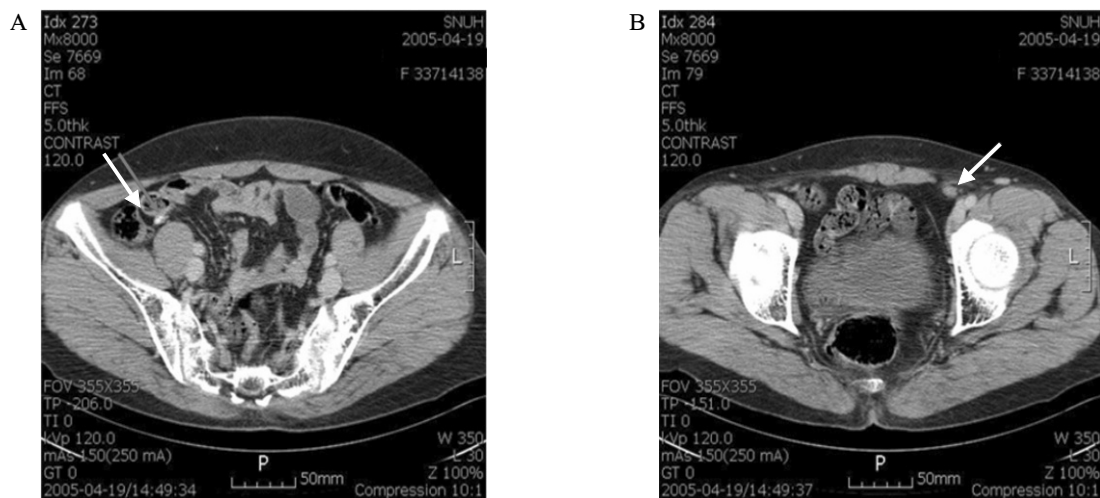 A
Idx 273
Mx8000
Se 7669
Im 68
CT
FFS
5.0thk
CONTRAST
120.0
SNUH
2005-04-19
F 33714138
L
FOV 355X355
TP -206.0
TI 0
kVp 120.0
mAs 150(250 mA)
GT 0
2005-04-19/14:49:34
P
50mm
W 350
L 30
Z 100%
Compression 10:1
B
Idx 284
Mx8000
Se 7669
Im 79
CT
FFS
5.0thk
CONTRAST
120.0
SNUH
2005-04-19
F 33714138
L
FOV 355X355
TP -151.0
TI 0
kVp 120.0
mAs 150(250 mA)
GT 0
2005-04-19/14:49:37
P
50mm
W 350
L 30
Z 100%
Compression 10:1